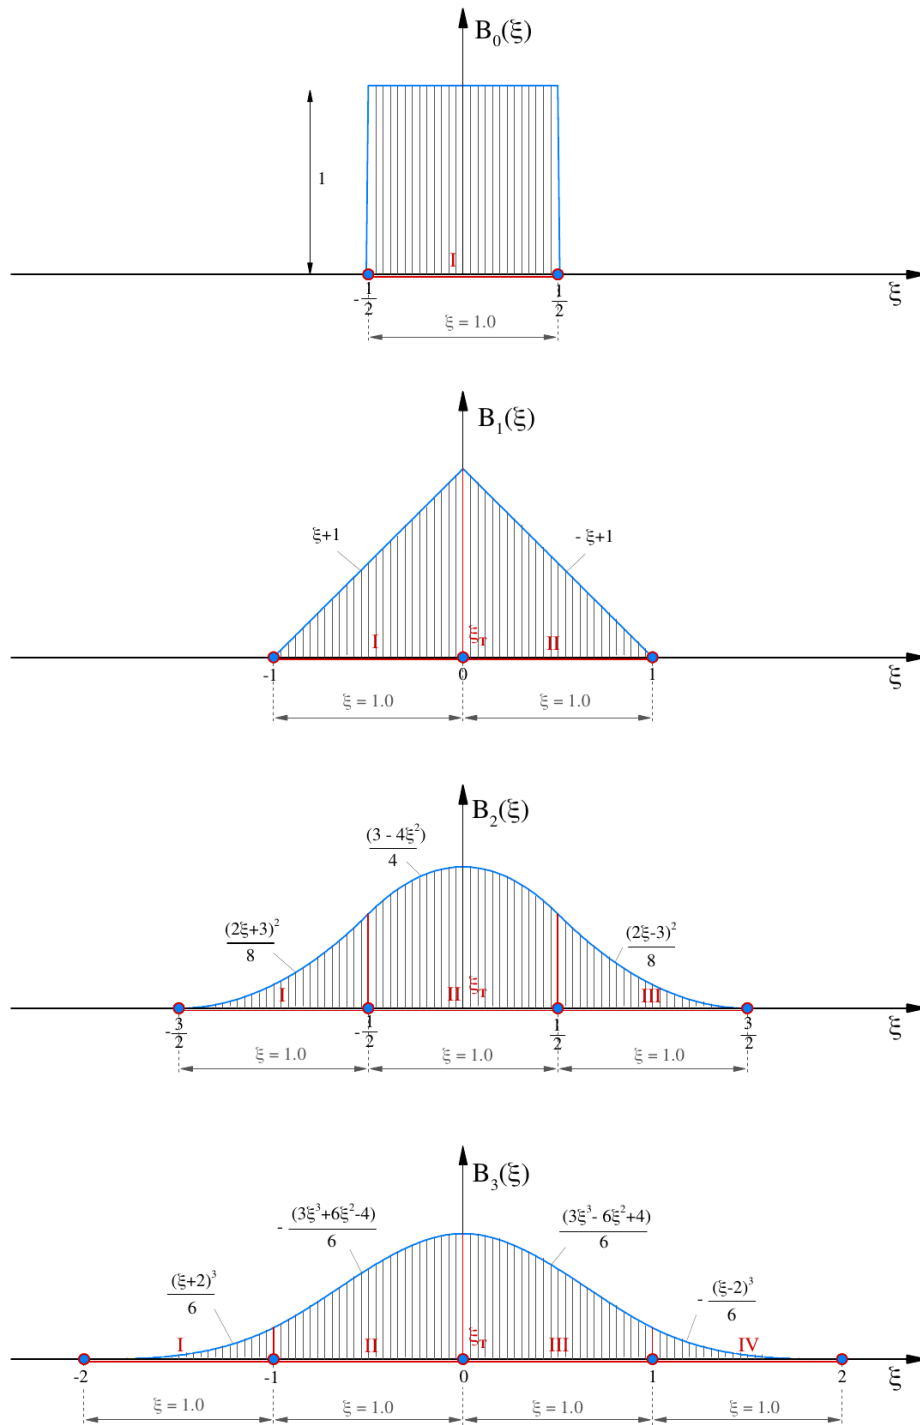 B₀(ξ)
1
I
-1/2
1/2
ξ
ξ = 1.0
B₁(ξ)
ξ+1
- ξ+1
I
ξT
II
-1
0
1
ξ
ξ = 1.0
ξ = 1.0
B₂(ξ)
(3 - 4ξ²)/4
(2ξ+3)²/8
(2ξ-3)²/8
I
II
ξT
III
-3/2
-1/2
1/2
3/2
ξ
ξ = 1.0
ξ = 1.0
ξ = 1.0
B₃(ξ)
- (3ξ³+6ξ²-4)/6
(3ξ³- 6ξ²+4)/6
(ξ+2)³/6
- (ξ-2)³/6
I
II
ξT
III
IV
-2
-1
0
1
2
ξ
ξ = 1.0
ξ = 1.0
ξ = 1.0
ξ = 1.0